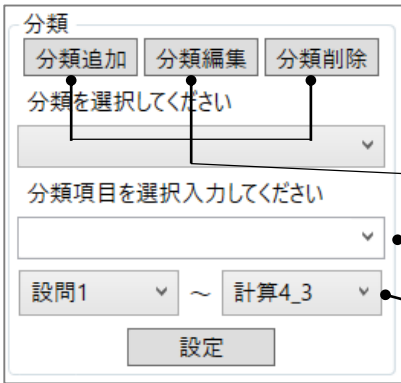 分類
分類追加 分類編集 分類削除
分類を選択してください
分類項目を選択入力してください
設問1 ～ 計算4_3
設定